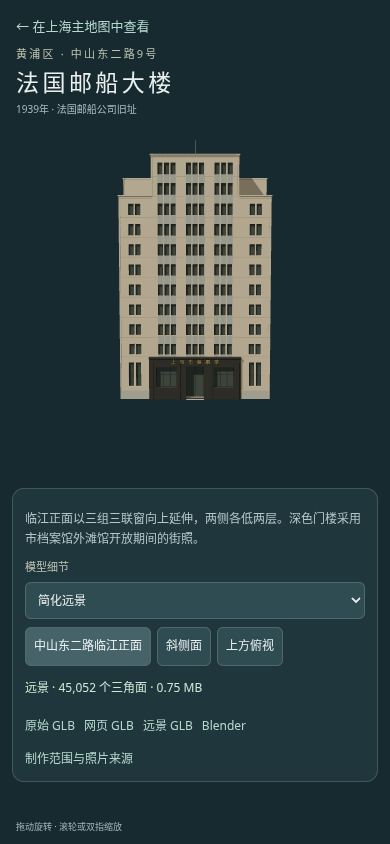 ← 在上海主地图中查看
黄浦区 · 中山东二路9号
法国邮船大楼
1939年 · 法国邮船公司旧址
临江正面以三组三联窗向上延伸，两侧各低两层。深色门楼采用
市档案馆外滩馆开放期间的街照。
模型细节
简化远景
中山东二路临江正面 斜侧面 上方俯视
远景 · 45,052 个三角面 · 0.75 MB
原始 GLB 网页 GLB 远景 GLB Blender
制作范围与照片来源
拖动旋转 · 滚轮或双指缩放